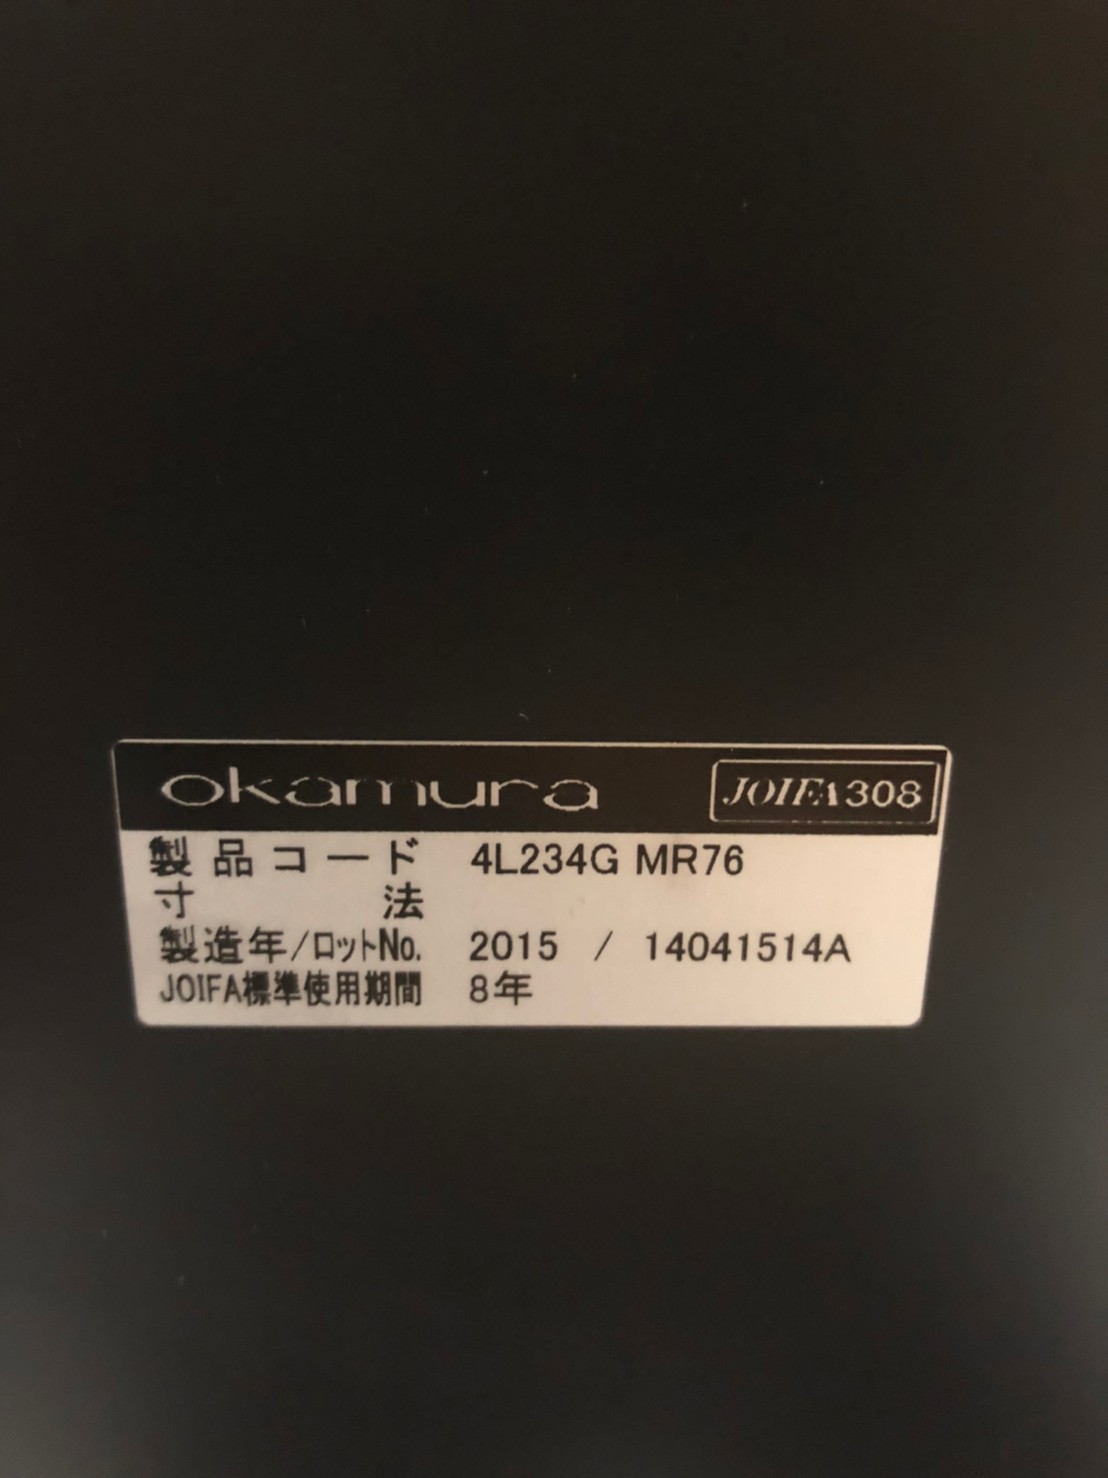 okamura JOIFA308
製品コード 4L234G MR76
寸法
製造年/ロットNo. 2015 / 14041514A
JOIFA標準使用期間 8年